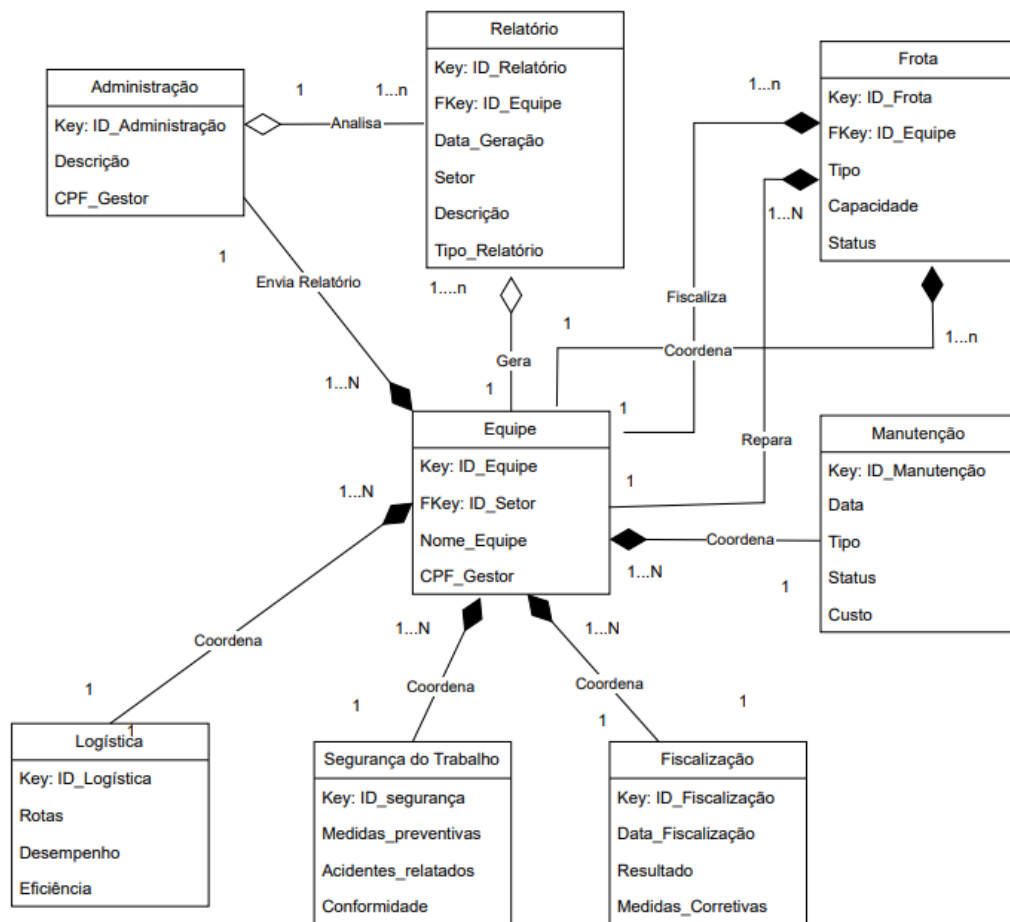 Administração
Key: ID_Administração
Descrição
CPF_Gestor
1
1...n
Analisa
Relatório
Key: ID_Relatório
FKey: ID_Equipe
Data_Geração
Setor
Descrição
Tipo_Relatório
Frota
Key: ID_Frota
FKey: ID_Equipe
Tipo
Capacidade
Status
1...n
1...N
1
Envia Relatório
1...N
1....n
Gera
1
Fiscaliza
1
Coordena
1...n
1
Repara
1
Equipe
Key: ID_Equipe
FKey: ID_Setor
Nome_Equipe
CPF_Gestor
Manutenção
Key: ID_Manutenção
Data
Tipo
Status
Custo
Coordena
1...N
1
1...N
Coordena
1
1
1...N
Coordena
1
1...N
Coordena
1
1
Logística
Key: ID_Logística
Rotas
Desempenho
Eficiência
Segurança do Trabalho
Key: ID_segurança
Medidas_preventivas
Acidentes_relatados
Conformidade
Fiscalização
Key: ID_Fiscalização
Data_Fiscalização
Resultado
Medidas_Corretivas